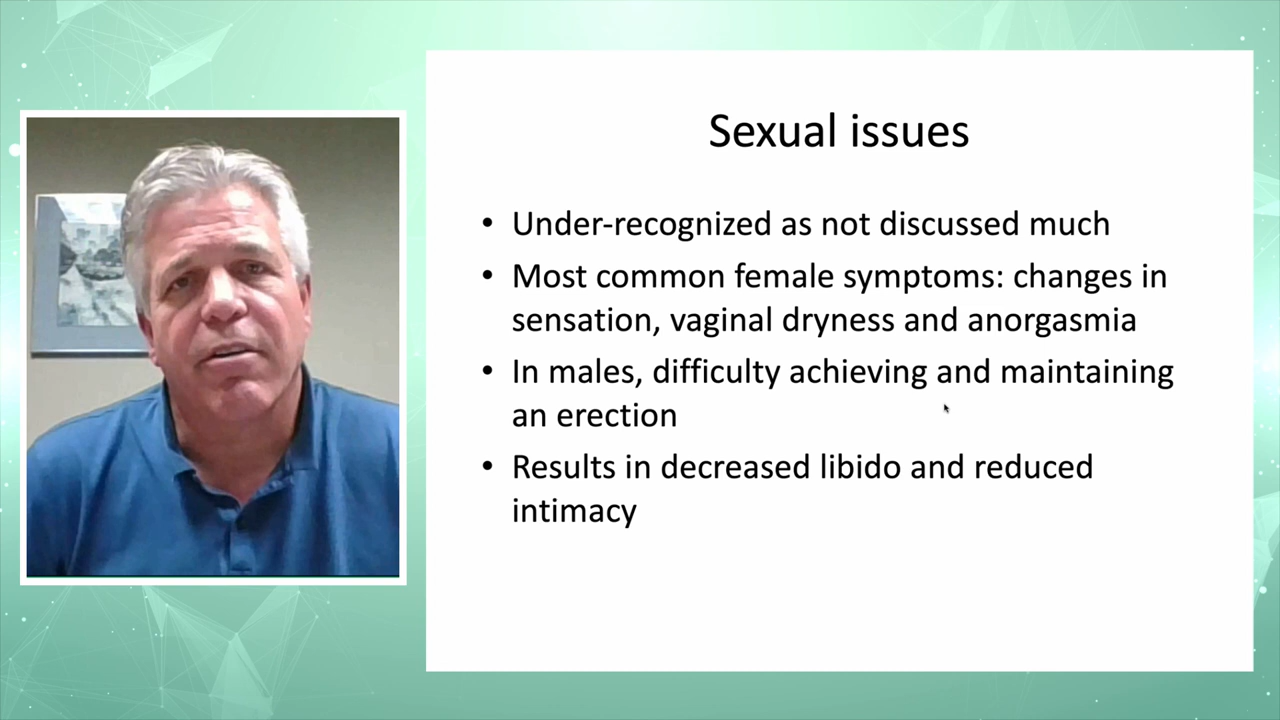 Sexual issues
• Under-recognized as not discussed much
• Most common female symptoms: changes in
sensation, vaginal dryness and anorgasmia
• In males, difficulty achieving and maintaining
an erection
• Results in decreased libido and reduced
intimacy